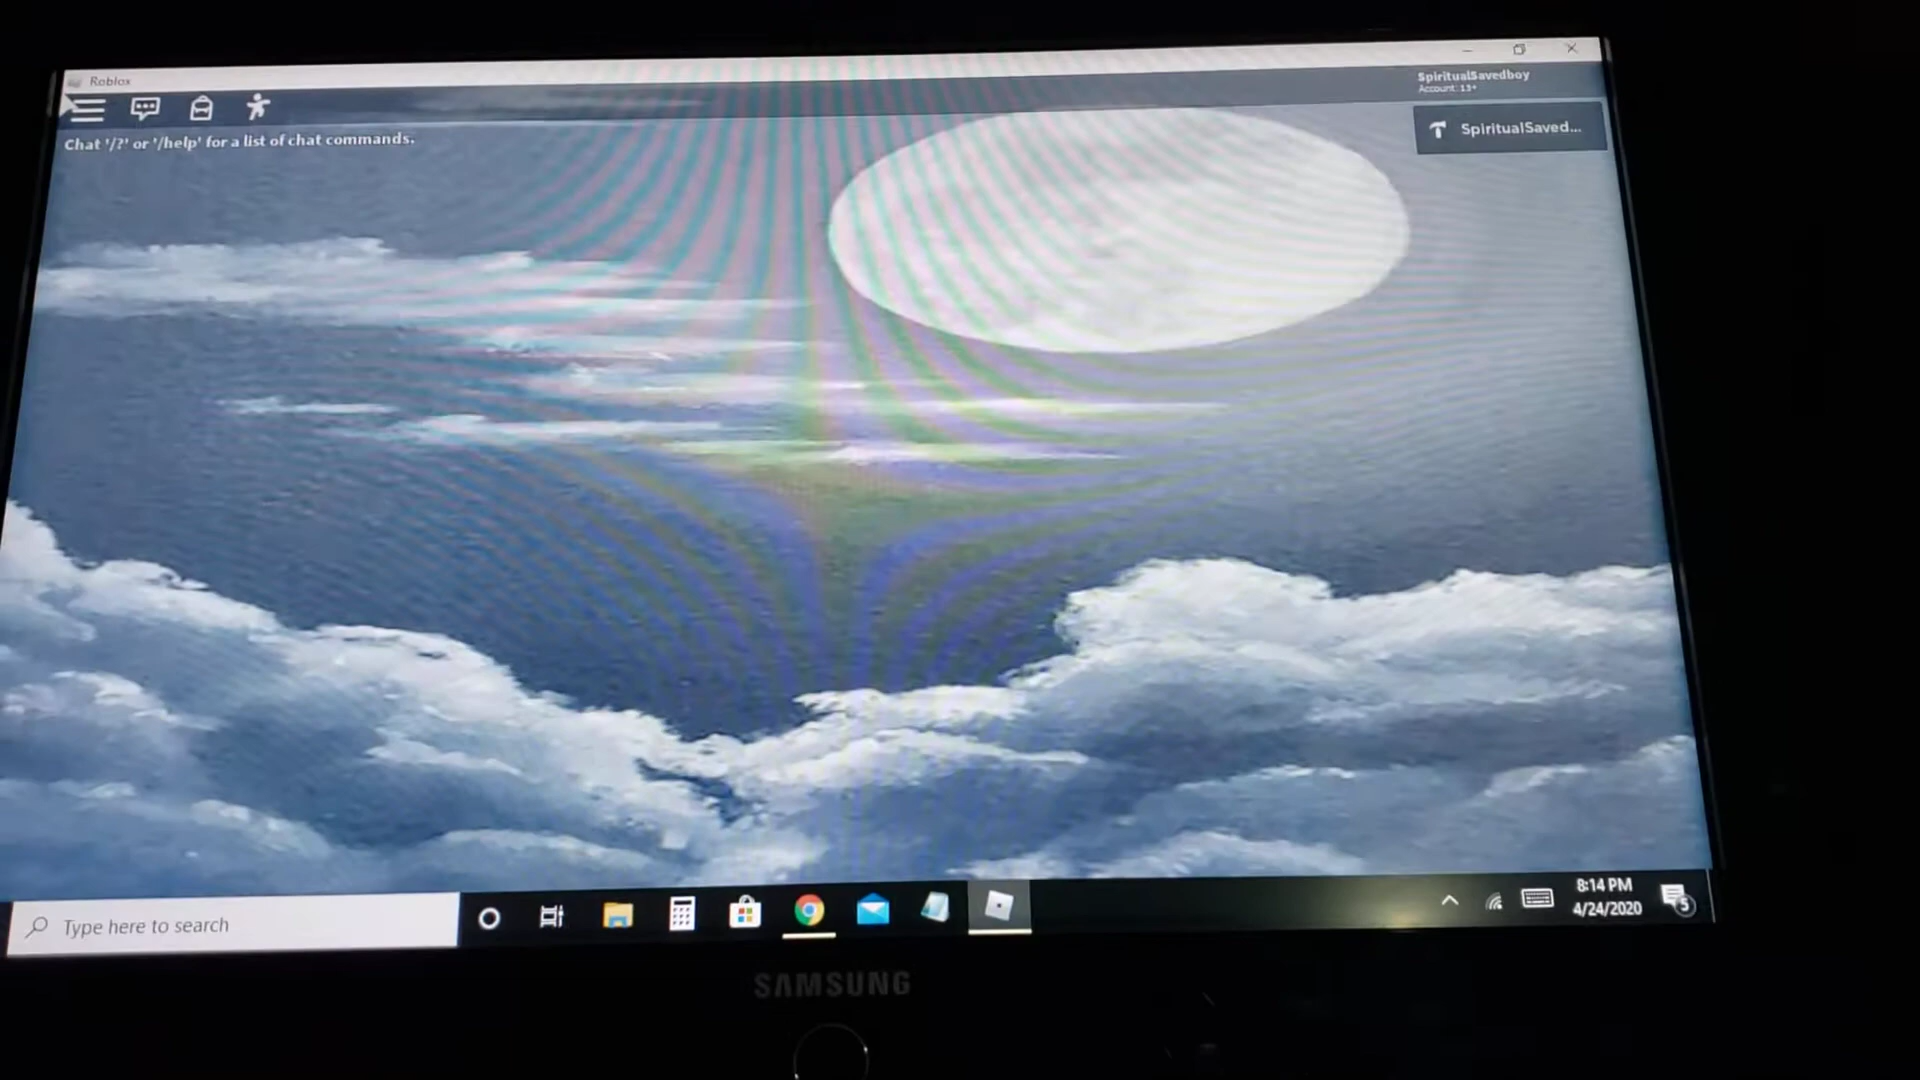 Roblox
SpiritualSavedboy
Account: 13+
SpiritualSaved...
Chat '/?' or '/help' for a list of chat commands.
Type here to search
8:14 PM
4/24/2020
5
SAMSUNG